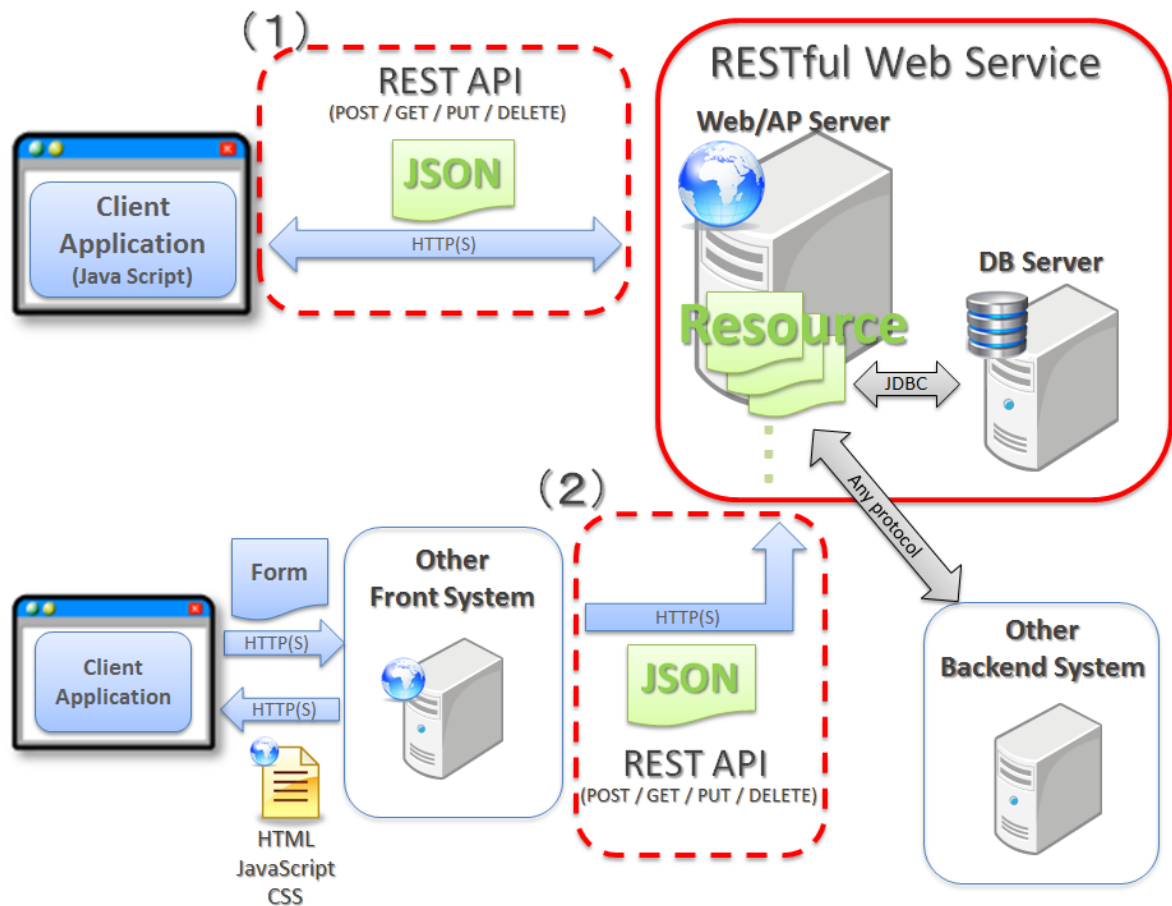 (1)
REST API
(POST / GET / PUT / DELETE)
JSON
HTTP(S)
Client
Application
(Java Script)
RESTful Web Service
Web/AP Server
Resource
DB Server
JDBC
Any protocol
(2)
Form
HTTP(S)
Client
Application
HTTP(S)
HTML
JavaScript
CSS
Other
Front System
HTTP(S)
JSON
REST API
(POST / GET / PUT / DELETE)
Other
Backend System